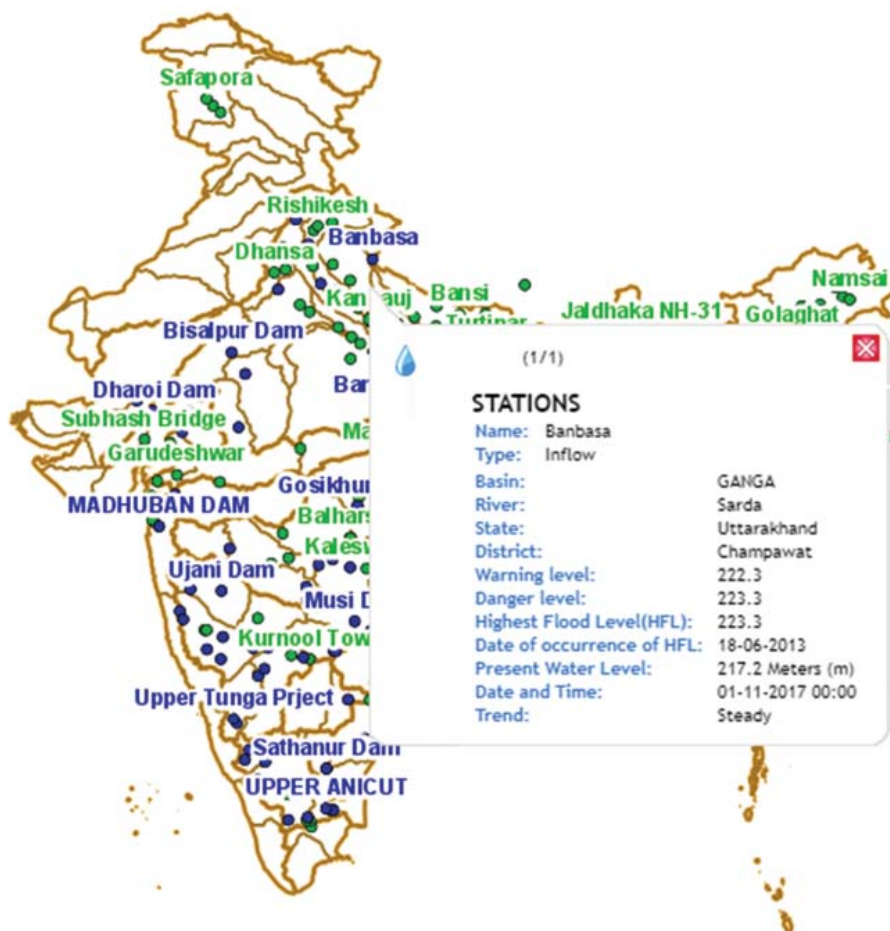 Safapora
Rishikesh
Banbasa
Dhansa
Bansi
Namsai
Jaldhaka NH-31
Golaghat
Bisalpur Dam
Dharoi Dam
Subhash Bridge
Garudeshwar
MADHUBAN DAM
Ujani Dam
Upper Tunga Prject
Sathanur Dam
UPPER ANICUT
(1/1)
STATIONS
Name: Banbasa
Type: Inflow
Basin: GANGA
River: Sarda
State: Uttarakhand
District: Champawat
Warning level: 222.3
Danger level: 223.3
Highest Flood Level(HFL): 223.3
Date of occurrence of HFL: 18-06-2013
Present Water Level: 217.2 Meters (m)
Date and Time: 01-11-2017 00:00
Trend: Steady
Kurnool
Musi